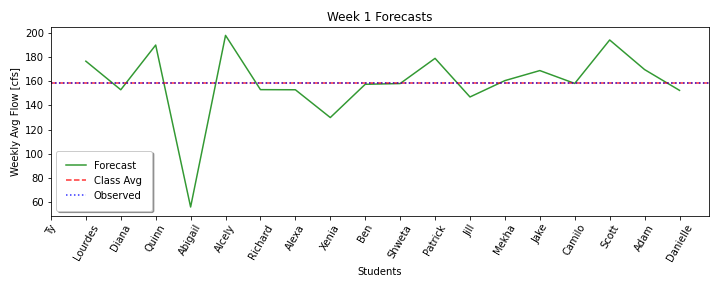 Week 1 Forecasts
Weekly Avg Flow [cfs]
200
180
160
140
120
100
80
60
Forecast
Class Avg
Observed
Ty
Lourdes
Diana
Quinn
Abigail
Alcely
Richard
Alexa
Xenia
Ben
Shweta
Patrick
Jill
Mekha
Jake
Camilo
Scott
Adam
Danielle
Students